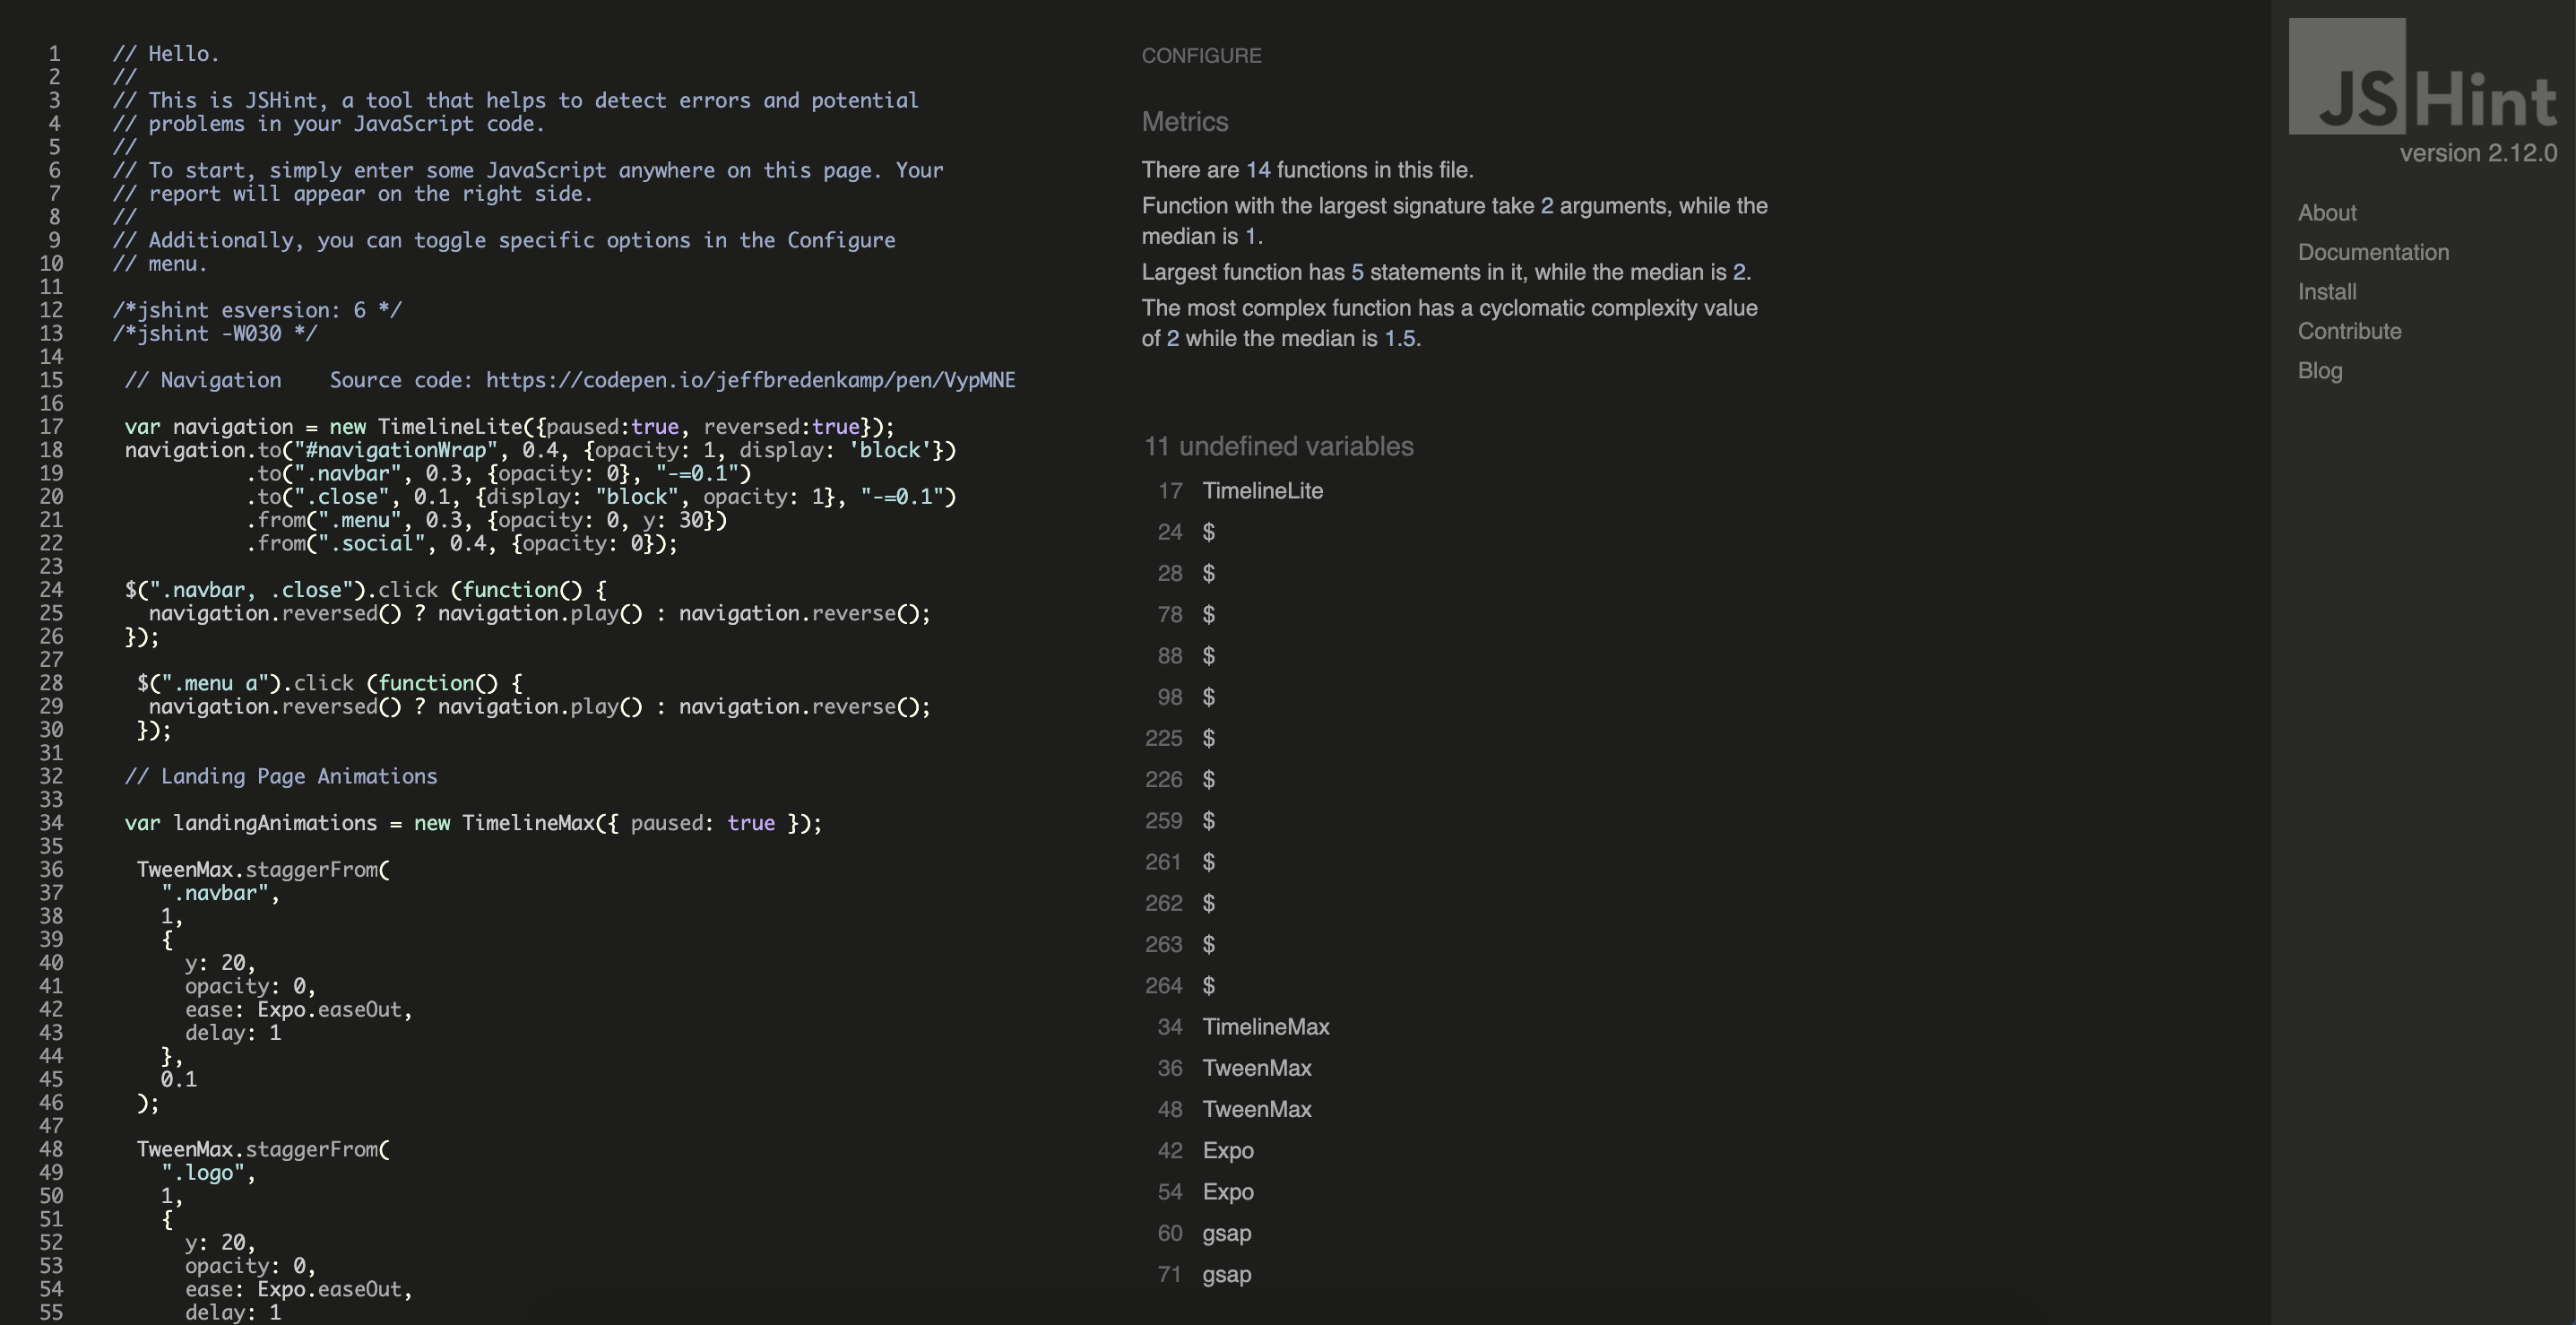 1 // Hello.
2 //
3 // This is JSHint, a tool that helps to detect errors and potential
4 // problems in your JavaScript code.
5 //
6 // To start, simply enter some JavaScript anywhere on this page. Your
7 // report will appear on the right side.
8 //
9 // Additionally, you can toggle specific options in the Configure
10 // menu.
11
12 /*jshint esversion: 6 */
13 /*jshint -W030 */
14
15 // Navigation    Source code: https://codepen.io/jeffbredenkamp/pen/VypMNE
16
17 var navigation = new TimelineLite({paused:true, reversed:true});
18 navigation.to("#navigationWrap", 0.4, {opacity: 1, display: 'block'})
19 .to(".navbar", 0.3, {opacity: 0}, "-=0.1")
20 .to(".close", 0.1, {display: "block", opacity: 1}, "-=0.1")
21 .from(".menu", 0.3, {opacity: 0, y: 30})
22 .from(".social", 0.4, {opacity: 0});
23
24 $(".navbar, .close").click (function() {
25 navigation.reversed() ? navigation.play() : navigation.reverse();
26 });
27
28 $(".menu a").click (function() {
29 navigation.reversed() ? navigation.play() : navigation.reverse();
30 });
31
32 // Landing Page Animations
33
34 var landingAnimations = new TimelineMax({ paused: true });
35
36 TweenMax.staggerFrom(
37 ".navbar",
38 1,
39 {
40 y: 20,
41 opacity: 0,
42 ease: Expo.easeOut,
43 delay: 1
44 },
45 0.1
46 );
47
48 TweenMax.staggerFrom(
49 ".logo",
50 1,
51 {
52 y: 20,
53 opacity: 0,
54 ease: Expo.easeOut,
55 delay: 1
CONFIGURE
Metrics
There are 14 functions in this file.
Function with the largest signature take 2 arguments, while the
median is 1.
Largest function has 5 statements in it, while the median is 2.
The most complex function has a cyclomatic complexity value
of 2 while the median is 1.5.
11 undefined variables
17 TimelineLite
24 $
28 $
78 $
88 $
98 $
225 $
226 $
259 $
261 $
262 $
263 $
264 $
34 TimelineMax
36 TweenMax
48 TweenMax
42 Expo
54 Expo
60 gsap
71 gsap
JSHint
version 2.12.0
About
Documentation
Install
Contribute
Blog